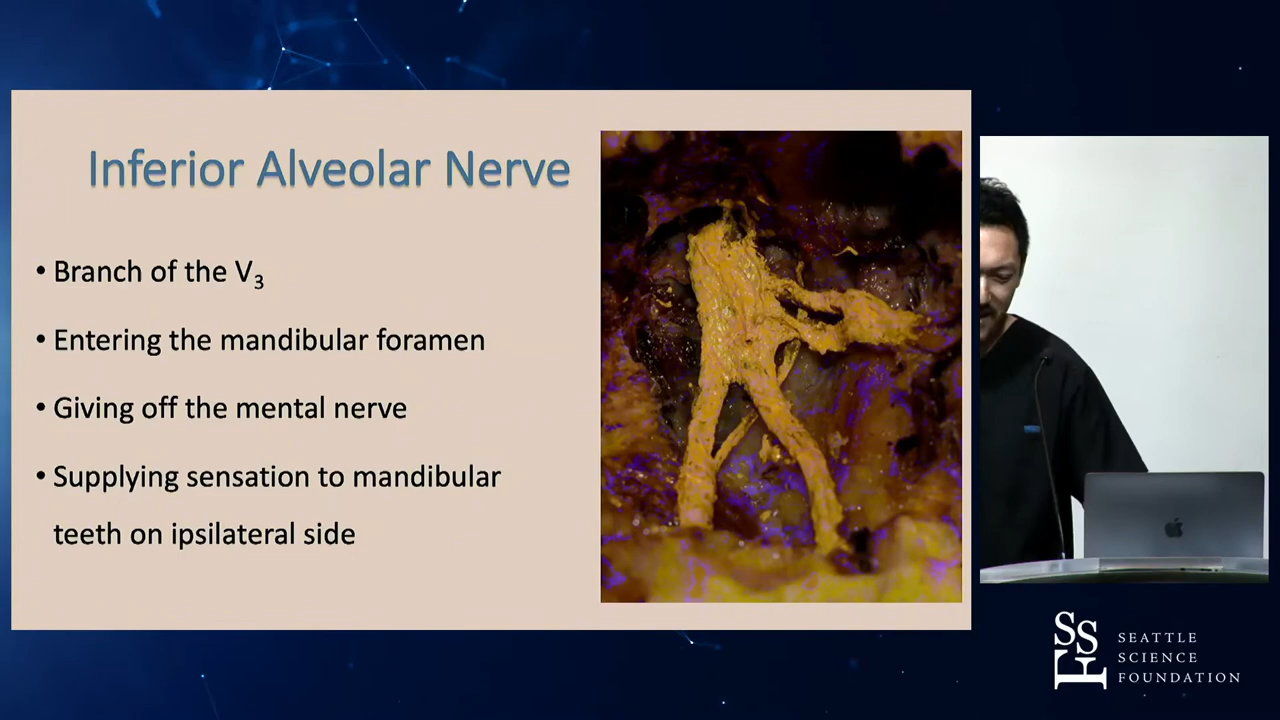 Inferior Alveolar Nerve
• Branch of the V₃
• Entering the mandibular foramen
• Giving off the mental nerve
• Supplying sensation to mandibular
teeth on ipsilateral side
SSF
SEATTLE
SCIENCE
FOUNDATION